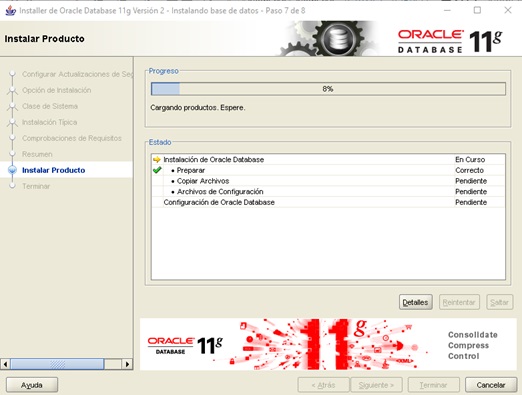 Installer de Oracle Database 11g Versión 2 - Instalando base de datos - Paso 7 de 8
Instalar Producto
ORACLE
DATABASE
11g
Configurar Actualizaciones de Seg
Opción de Instalación
Clase de Sistema
Instalación Típica
Comprobaciones de Requisitos
Resumen
Instalar Producto
Terminar
Progreso
8%
Cargando productos. Espere.
Estado
Instalación de Oracle Database En Curso
• Preparar Correcto
• Copiar Archivos Pendiente
• Archivos de Configuración Pendiente
Configuración de Oracle Database Pendiente
Detalles Reintentar Saltar
ORACLE
DATABASE
11g
11g
Consolidate
Compress
Control
Ayuda < Atrás Siguiente > Terminar Cancelar